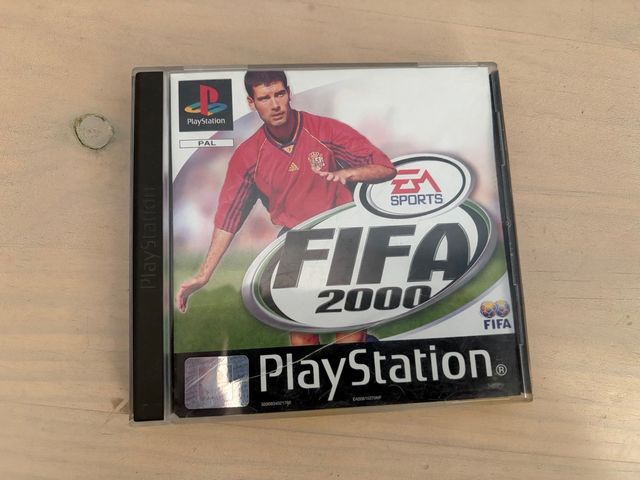 PlayStation
PlayStation
PAL
EA
SPORTS
FIFA
2000
FIFA
PlayStation®